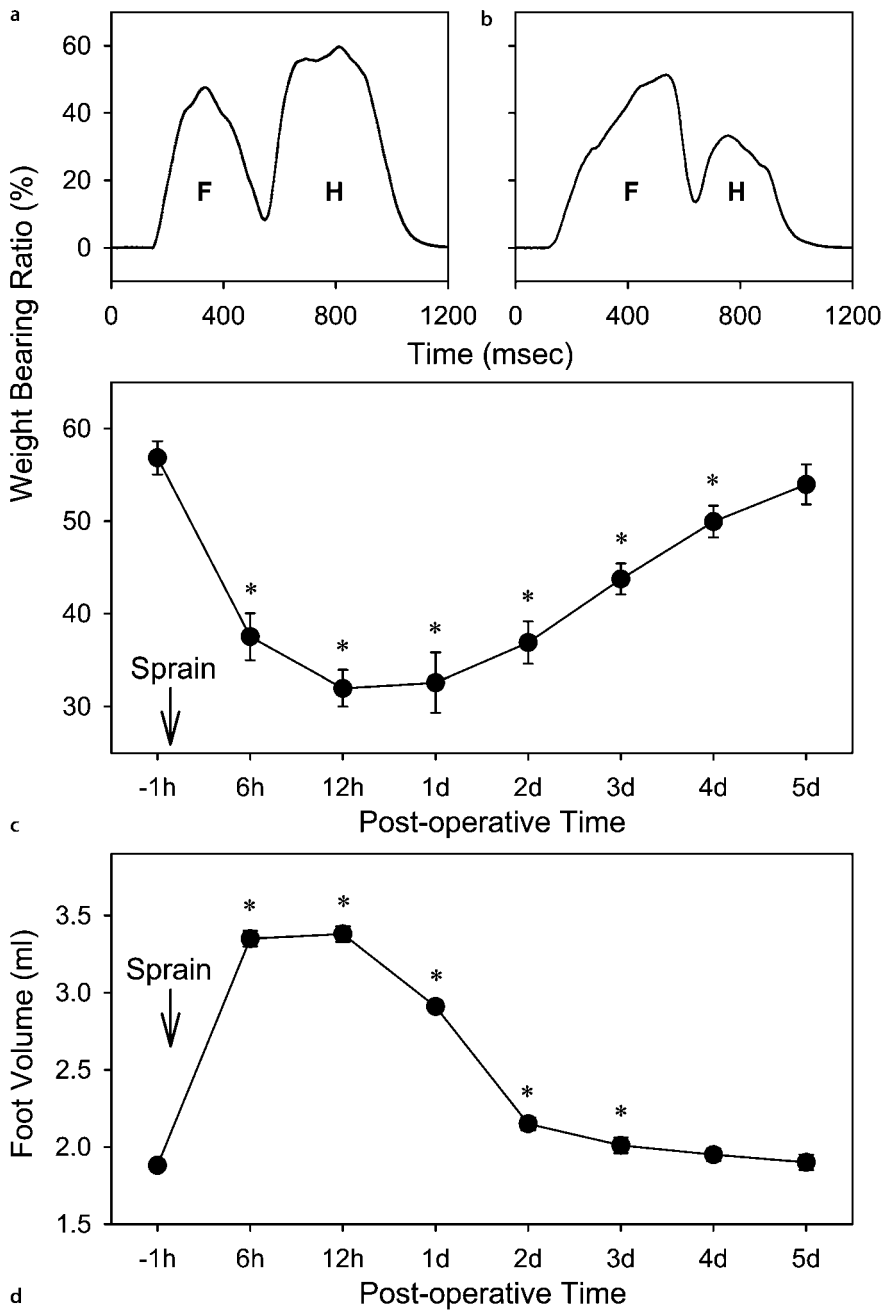 a
b
Weight Bearing Ratio (%)
60
40
20
0
F
H
F
H
0
400
800
1200
0
400
800
1200
Time (msec)
60
50
40
30
Sprain
*
*
*
*
*
*
-1h
6h
12h
1d
2d
3d
4d
5d
c
Post-operative Time
Foot Volume (ml)
3.5
3.0
2.5
2.0
1.5
Sprain
*
*
*
*
*
-1h
6h
12h
1d
2d
3d
4d
5d
d
Post-operative Time